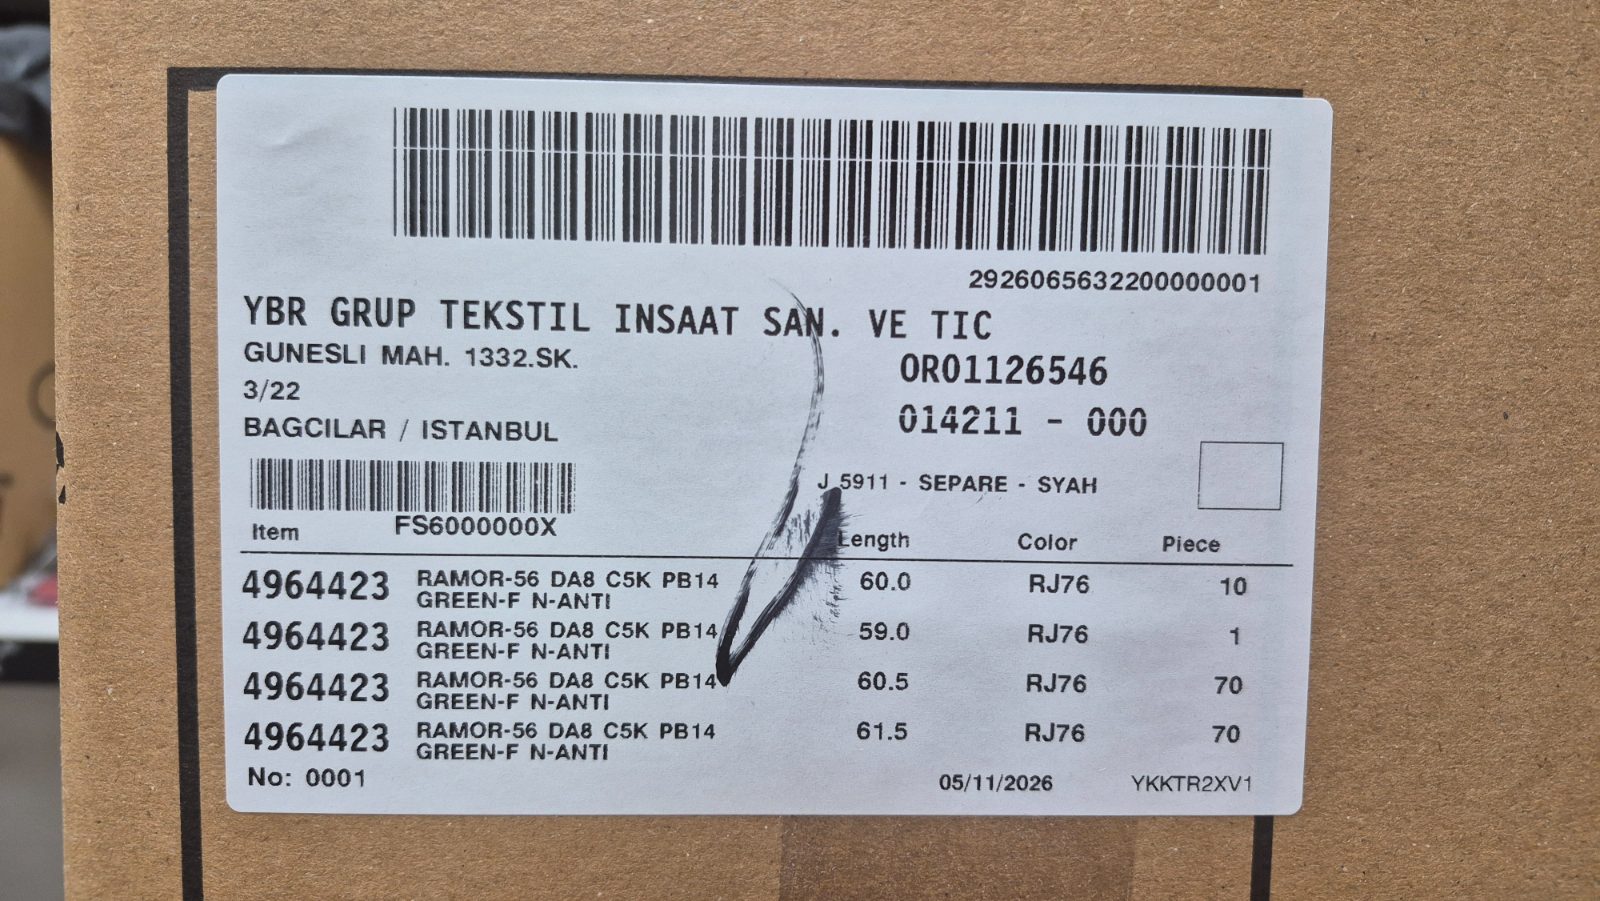 2926065632200000001
YBR GRUP TEKSTIL INSAAT SAN. VE TIC
GUNESLI MAH. 1332.SK.
3/22
BAGCILAR / ISTANBUL
OR01126546
014211 - 000
J 5911 - SEPARE - SYAH
FS6000000X
Item Length Color Piece
4964423 RAMOR-56 DA8 C5K PB14 60.0 RJ76 10
GREEN-F N-ANTI
4964423 RAMOR-56 DA8 C5K PB14 59.0 RJ76 1
GREEN-F N-ANTI
4964423 RAMOR-56 DA8 C5K PB14 60.5 RJ76 70
GREEN-F N-ANTI
4964423 RAMOR-56 DA8 C5K PB14 61.5 RJ76 70
GREEN-F N-ANTI
No: 0001 05/11/2026 YKKTR2XV1